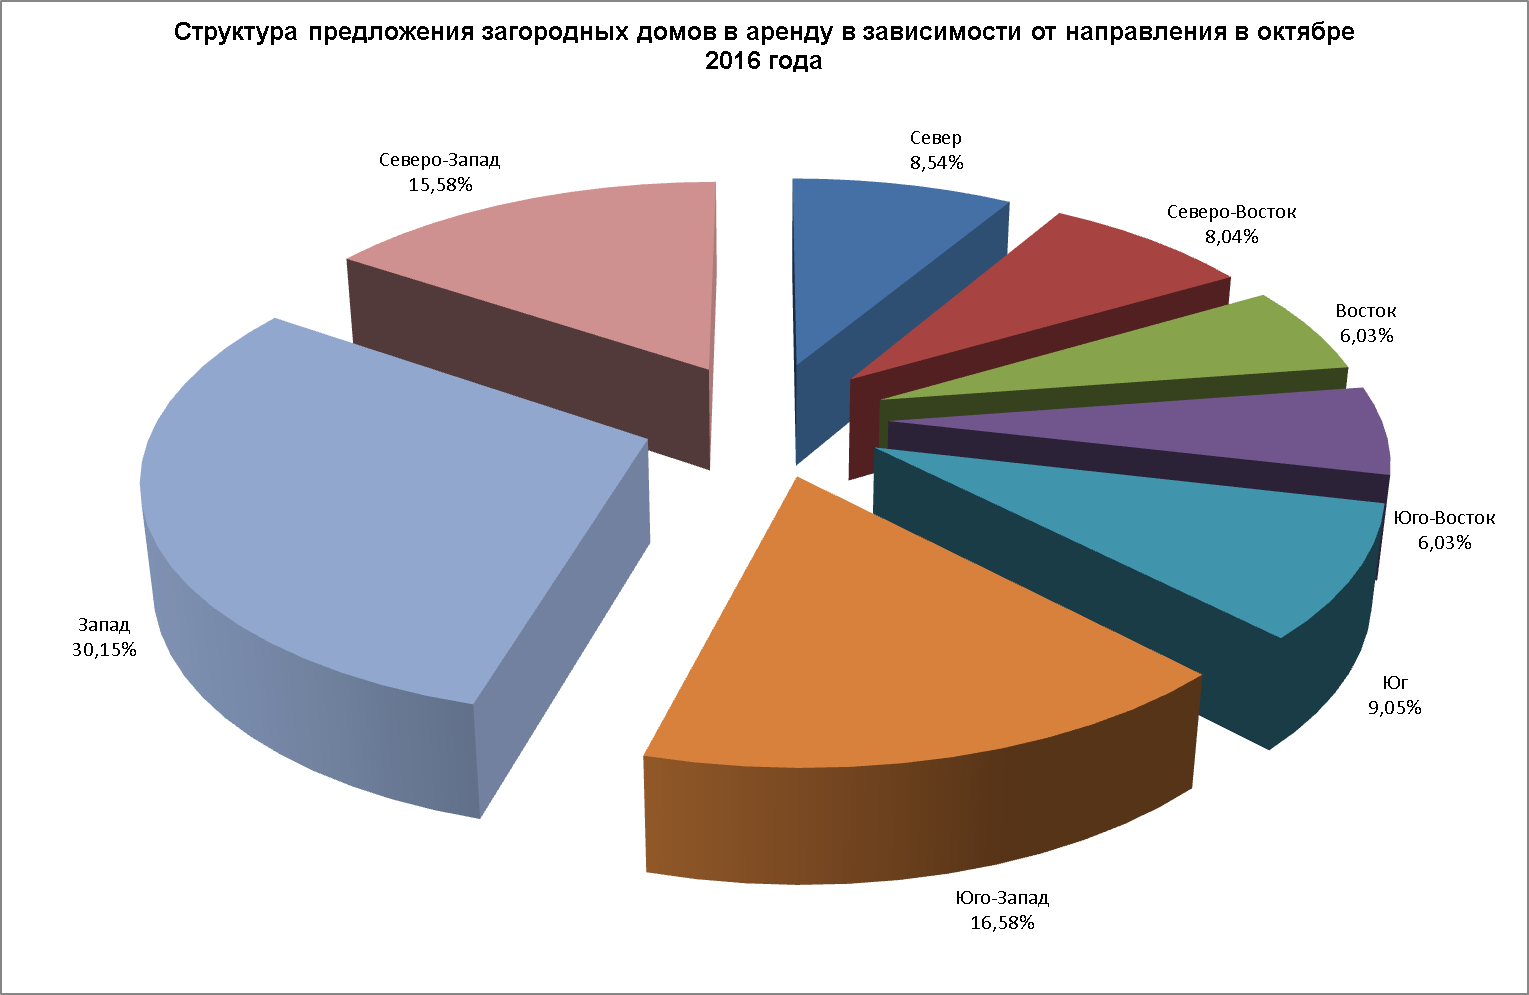 Структура предложения загородных домов в аренду в зависимости от направления в октябре
2016 года
Север
8,54%
Северо-Запад
15,58%
Северо-Восток
8,04%
Восток
6,03%
Юго-Восток
6,03%
Запад
30,15%
Юг
9,05%
Юго-Запад
16,58%